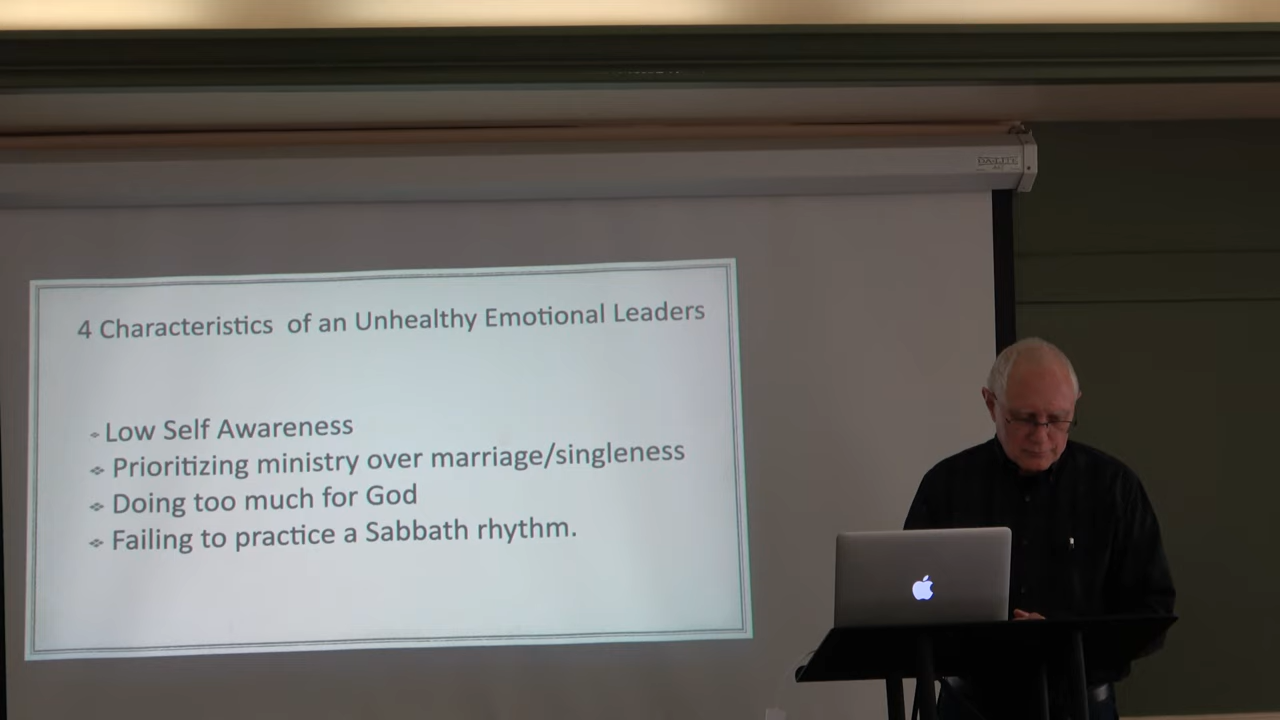 4 Characteristics of an Unhealthy Emotional Leaders
Low Self Awareness
Prioritizing ministry over marriage/singleness
Doing too much for God
Failing to practice a Sabbath rhythm.